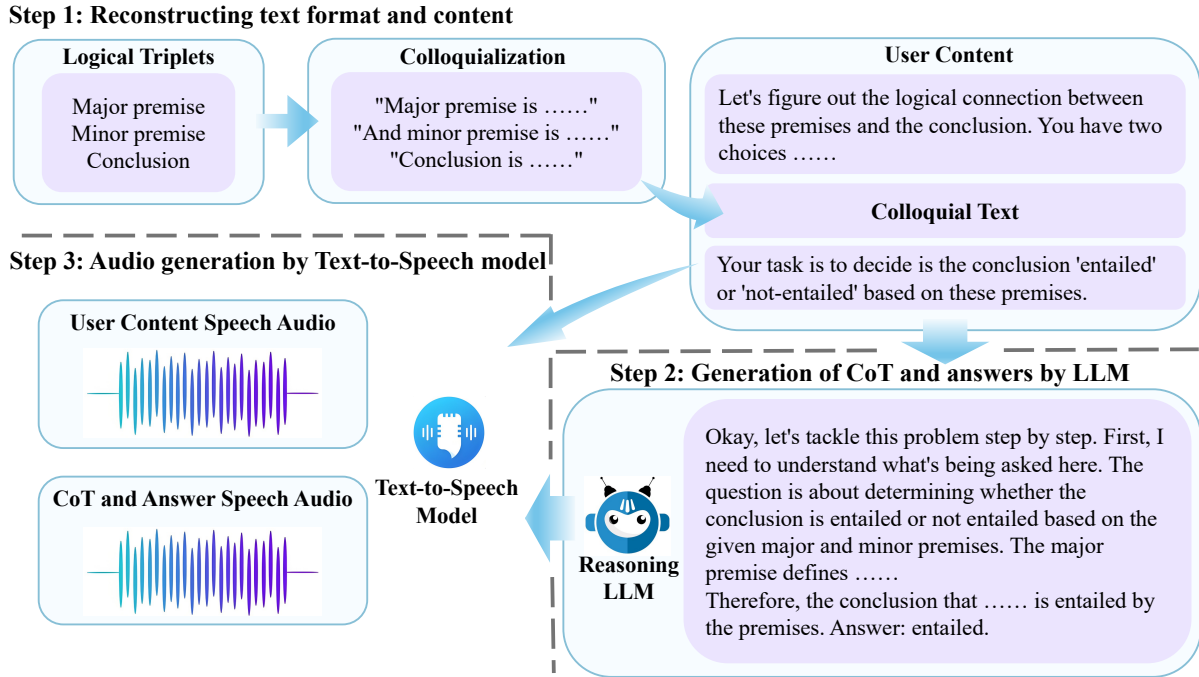 Step 1: Reconstructing text format and content
Logical Triplets
Major premise
Minor premise
Conclusion
Colloquialization
"Major premise is ……"
"And minor premise is ……"
"Conclusion is ……"
User Content
Let's figure out the logical connection between
these premises and the conclusion. You have two
choices ……
Colloquial Text
Your task is to decide is the conclusion 'entailed'
or 'not-entailed' based on these premises.
Step 3: Audio generation by Text-to-Speech model
User Content Speech Audio
CoT and Answer Speech Audio
Text-to-Speech
Model
Step 2: Generation of CoT and answers by LLM
Reasoning
LLM
Okay, let's tackle this problem step by step. First, I
need to understand what's being asked here. The
question is about determining whether the
conclusion is entailed or not entailed based on the
given major and minor premises. The major
premise defines ……
Therefore, the conclusion that …… is entailed by
the premises. Answer: entailed.